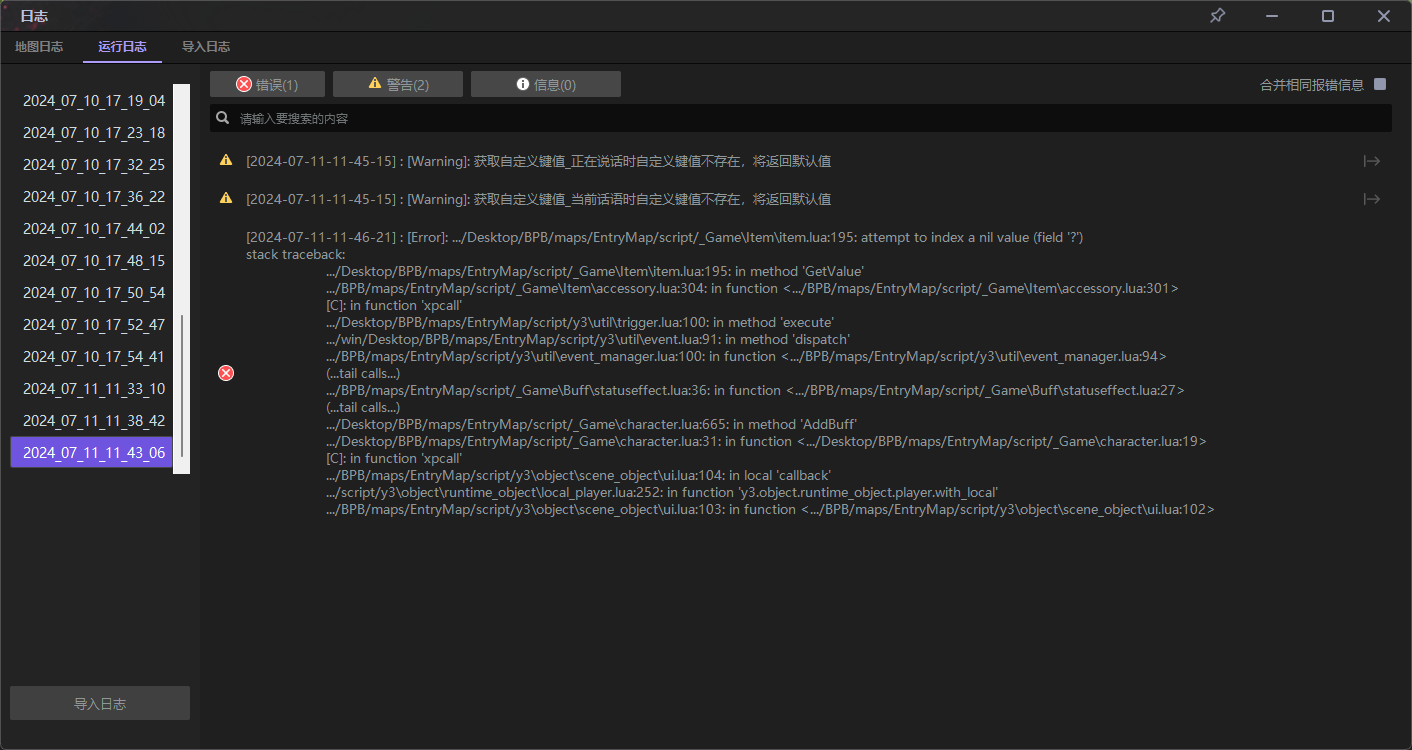 日志
地图日志 运行日志 导入日志
错误(1) 警告(2) 信息(0) 合并相同报错信息
请输入要搜索的内容
2024_07_10_17_19_04
2024_07_10_17_23_18
2024_07_10_17_32_25
2024_07_10_17_36_22
2024_07_10_17_44_02
2024_07_10_17_48_15
2024_07_10_17_50_54
2024_07_10_17_52_47
2024_07_10_17_54_41
2024_07_11_11_33_10
2024_07_11_11_38_42
2024_07_11_11_43_06
导入日志
[2024-07-11-11-45-15] : [Warning]: 获取自定义键值_正在说话时自定义键值不存在，将返回默认值
[2024-07-11-11-45-15] : [Warning]: 获取自定义键值_当前话语时自定义键值不存在，将返回默认值
[2024-07-11-11-46-21] : [Error]: .../Desktop/BPB/maps/EntryMap/script/_Game\Item\item.lua:195: attempt to index a nil value (field '?')
stack traceback:
.../Desktop/BPB/maps/EntryMap/script/_Game\Item\item.lua:195: in method 'GetValue'
.../BPB/maps/EntryMap/script/_Game\Item\accessory.lua:304: in function <.../BPB/maps/EntryMap/script/_Game\Item\accessory.lua:301>
[C]: in function 'xpcall'
.../Desktop/BPB/maps/EntryMap/script/y3\util\trigger.lua:100: in method 'execute'
.../win/Desktop/BPB/maps/EntryMap/script/y3\util\event.lua:91: in method 'dispatch'
.../BPB/maps/EntryMap/script/y3\util\event_manager.lua:100: in function <.../BPB/maps/EntryMap/script/y3\util\event_manager.lua:94>
(...tail calls...)
.../BPB/maps/EntryMap/script/_Game\Buff\statuseffect.lua:36: in function <.../BPB/maps/EntryMap/script/_Game\Buff\statuseffect.lua:27>
(...tail calls...)
.../Desktop/BPB/maps/EntryMap/script/_Game\character.lua:665: in method 'AddBuff'
.../Desktop/BPB/maps/EntryMap/script/_Game\character.lua:31: in function <.../Desktop/BPB/maps/EntryMap/script/_Game\character.lua:19>
[C]: in function 'xpcall'
.../BPB/maps/EntryMap/script/y3\object\scene_object\ui.lua:104: in local 'callback'
.../script/y3\object\runtime_object\local_player.lua:252: in function 'y3.object.runtime_object.player.with_local'
.../BPB/maps/EntryMap/script/y3\object\scene_object\ui.lua:103: in function <.../BPB/maps/EntryMap/script/y3\object\scene_object\ui.lua:102>